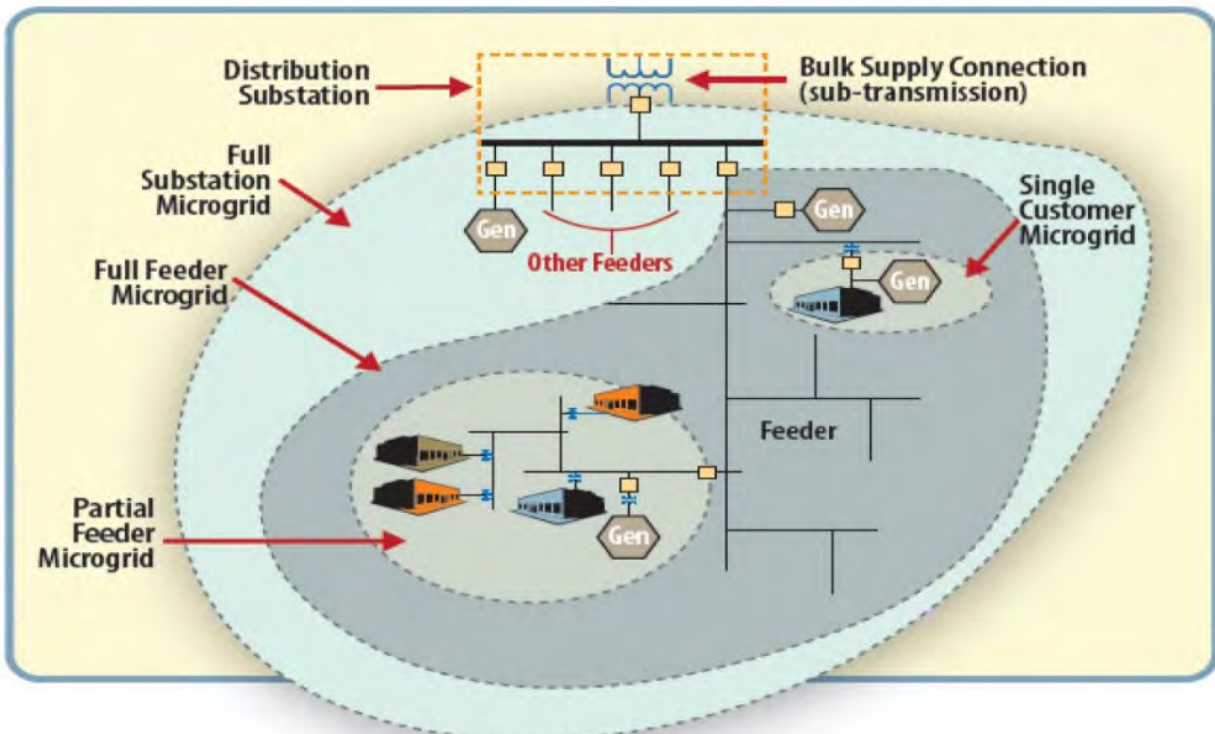 Distribution
Substation
Bulk Supply Connection
(sub-transmission)
Full
Substation
Microgrid
Gen
Other Feeders
Gen
Single
Customer
Microgrid
Full Feeder
Microgrid
Gen
Feeder
Partial
Feeder
Microgrid
Gen